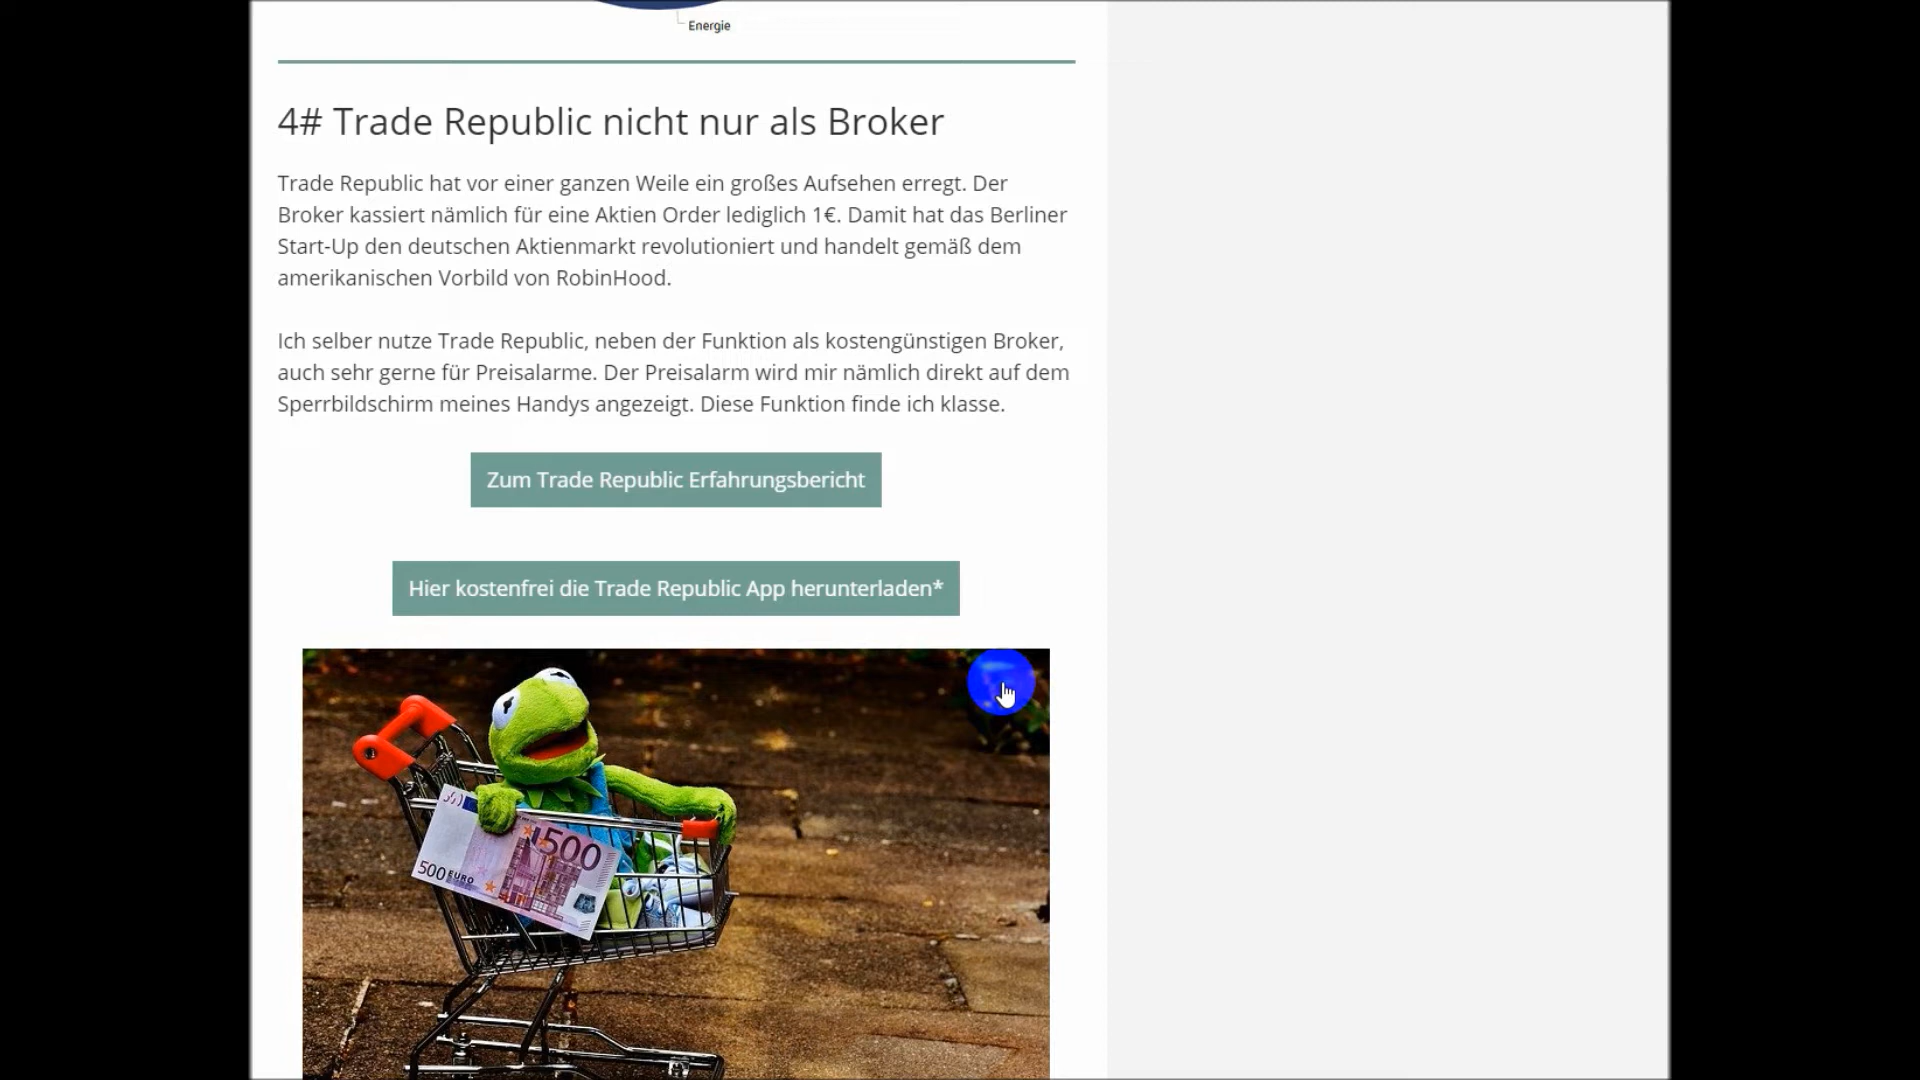 Energie
4# Trade Republic nicht nur als Broker
Trade Republic hat vor einer ganzen Weile ein großes Aufsehen erregt. Der
Broker kassiert nämlich für eine Aktien Order lediglich 1€. Damit hat das Berliner
Start-Up den deutschen Aktienmarkt revolutioniert und handelt gemäß dem
amerikanischen Vorbild von RobinHood.
Ich selber nutze Trade Republic, neben der Funktion als kostengünstigen Broker,
auch sehr gerne für Preisalarme. Der Preisalarm wird mir nämlich direkt auf dem
Sperrbildschirm meines Handys angezeigt. Diese Funktion finde ich klasse.
Zum Trade Republic Erfahrungsbericht
Hier kostenfrei die Trade Republic App herunterladen*
500
500 EURO